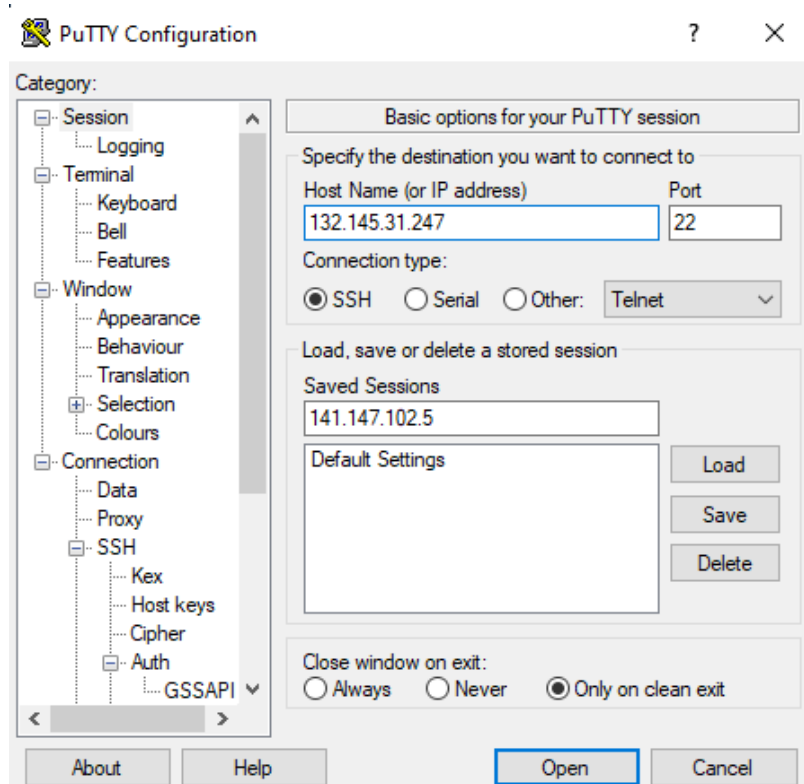 PuTTY Configuration
?
Category:
Session
Logging
Terminal
Keyboard
Bell
Features
Window
Appearance
Behaviour
Translation
Selection
Colours
Connection
Data
Proxy
SSH
Kex
Host keys
Cipher
Auth
GSSAPI
Basic options for your PuTTY session
Specify the destination you want to connect to
Host Name (or IP address) Port
132.145.31.247 22
Connection type:
SSH Serial Other: Telnet
Load, save or delete a stored session
Saved Sessions
141.147.102.5
Default Settings
Load
Save
Delete
Close window on exit:
Always Never Only on clean exit
About Help Open Cancel